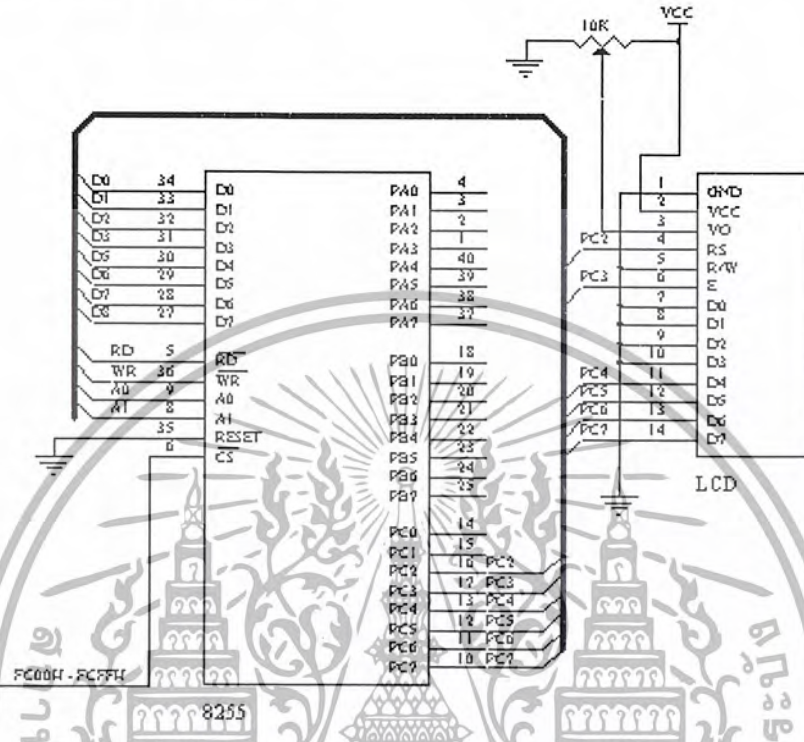 VCC
10K
D0 34 D0
D1 33 D1
D2 32 D2
D3 31 D3
D5 30 D4
D6 29 D5
D7 28 D6
D8 27 D7
RD 5 RD
WR 36 WR
A0 9 A0
A1 8 A1
35 RESET
6 CS
PA0 4
PA1 3
PA2 2
PA3 1
PA4 40
PA5 39
PA6 38
PA7 37
PB0 18
PB1 19
PB2 20
PB3 21
PB4 22
PB5 23
PB6 24
PB7 25
PC0 14
PC1 15
PC2 16 PC2
PC3 17 PC3
PC4 13 PC4
PC5 12 PC5
PC6 11 PC6
PC7 10 PC7
1 GND
2 VCC
3 VO
PC2 4 RS
5 R/W
PC3 6 E
7 D0
8 D1
9 D2
10 D3
PC4 11 D4
PC5 12 D5
PC6 13 D6
PC7 14 D7
LCD
FC00H - FCFFH
8255